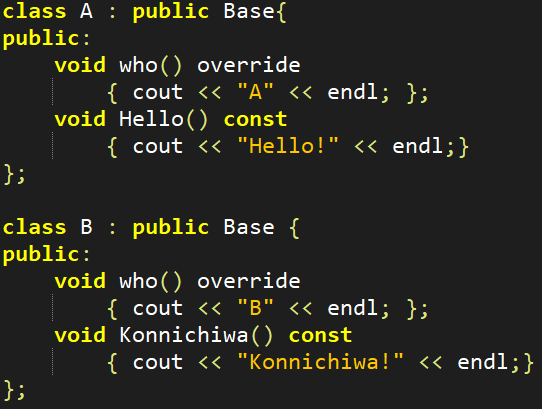 class A : public Base{
public:
    void who() override
        { cout << "A" << endl; };
    void Hello() const
        { cout << "Hello!" << endl;}
};

class B : public Base {
public:
    void who() override
        { cout << "B" << endl; };
    void Konnichiwa() const
        { cout << "Konnichiwa!" << endl;}
};